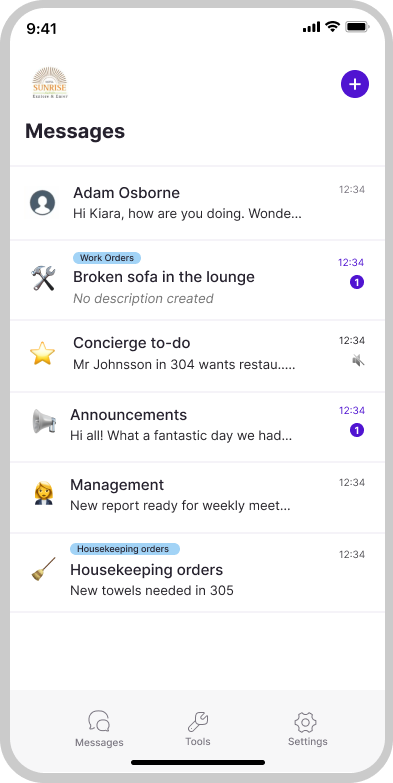 9:41
SUNRISE
Messages
Adam Osborne
12:34
Hi Kiara, how are you doing. Wonde...
Work Orders
12:34
Broken sofa in the lounge
1
No description created
Concierge to-do
12:34
Mr Johnsson in 304 wants restau.....
Announcements
12:34
Hi all! What a fantastic day we had...
1
Management
12:34
New report ready for weekly meet...
Housekeeping orders
12:34
Housekeeping orders
New towels needed in 305
Messages
Tools
Settings